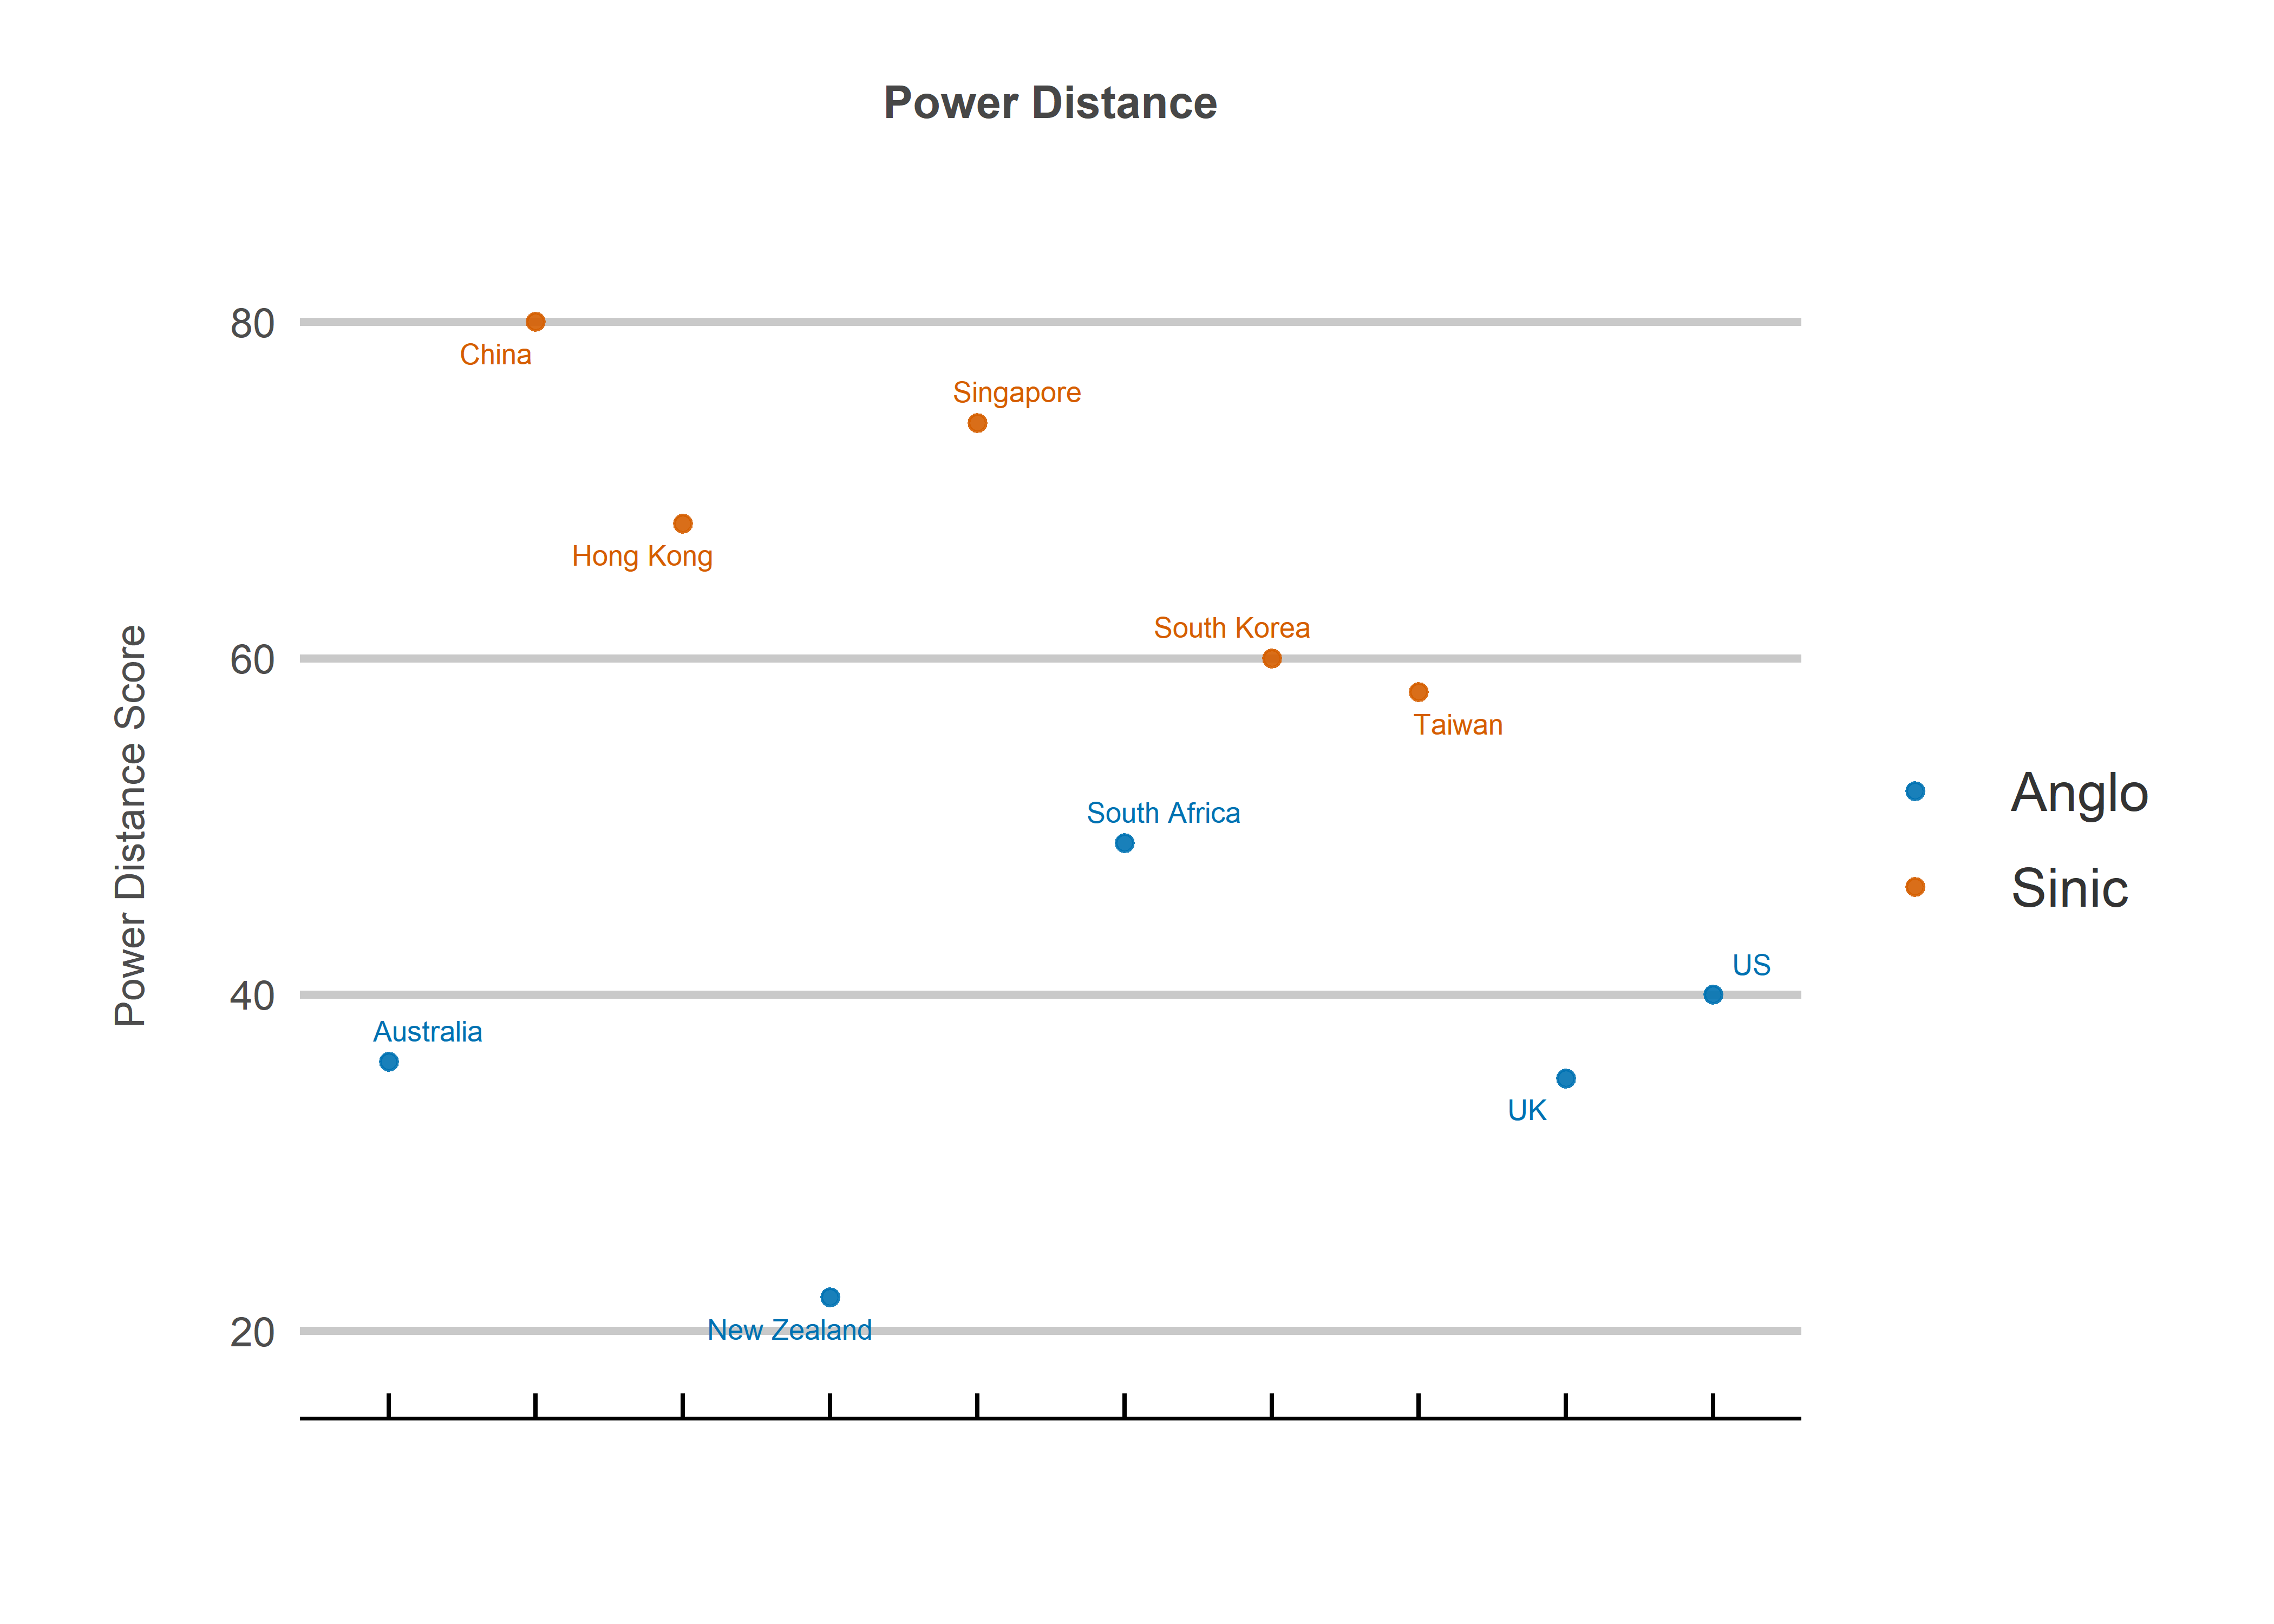 Power Distance
Power Distance Score
80
60
40
20
China
Singapore
Hong Kong
South Korea
Taiwan
South Africa
US
Australia
UK
New Zealand
Anglo
Sinic